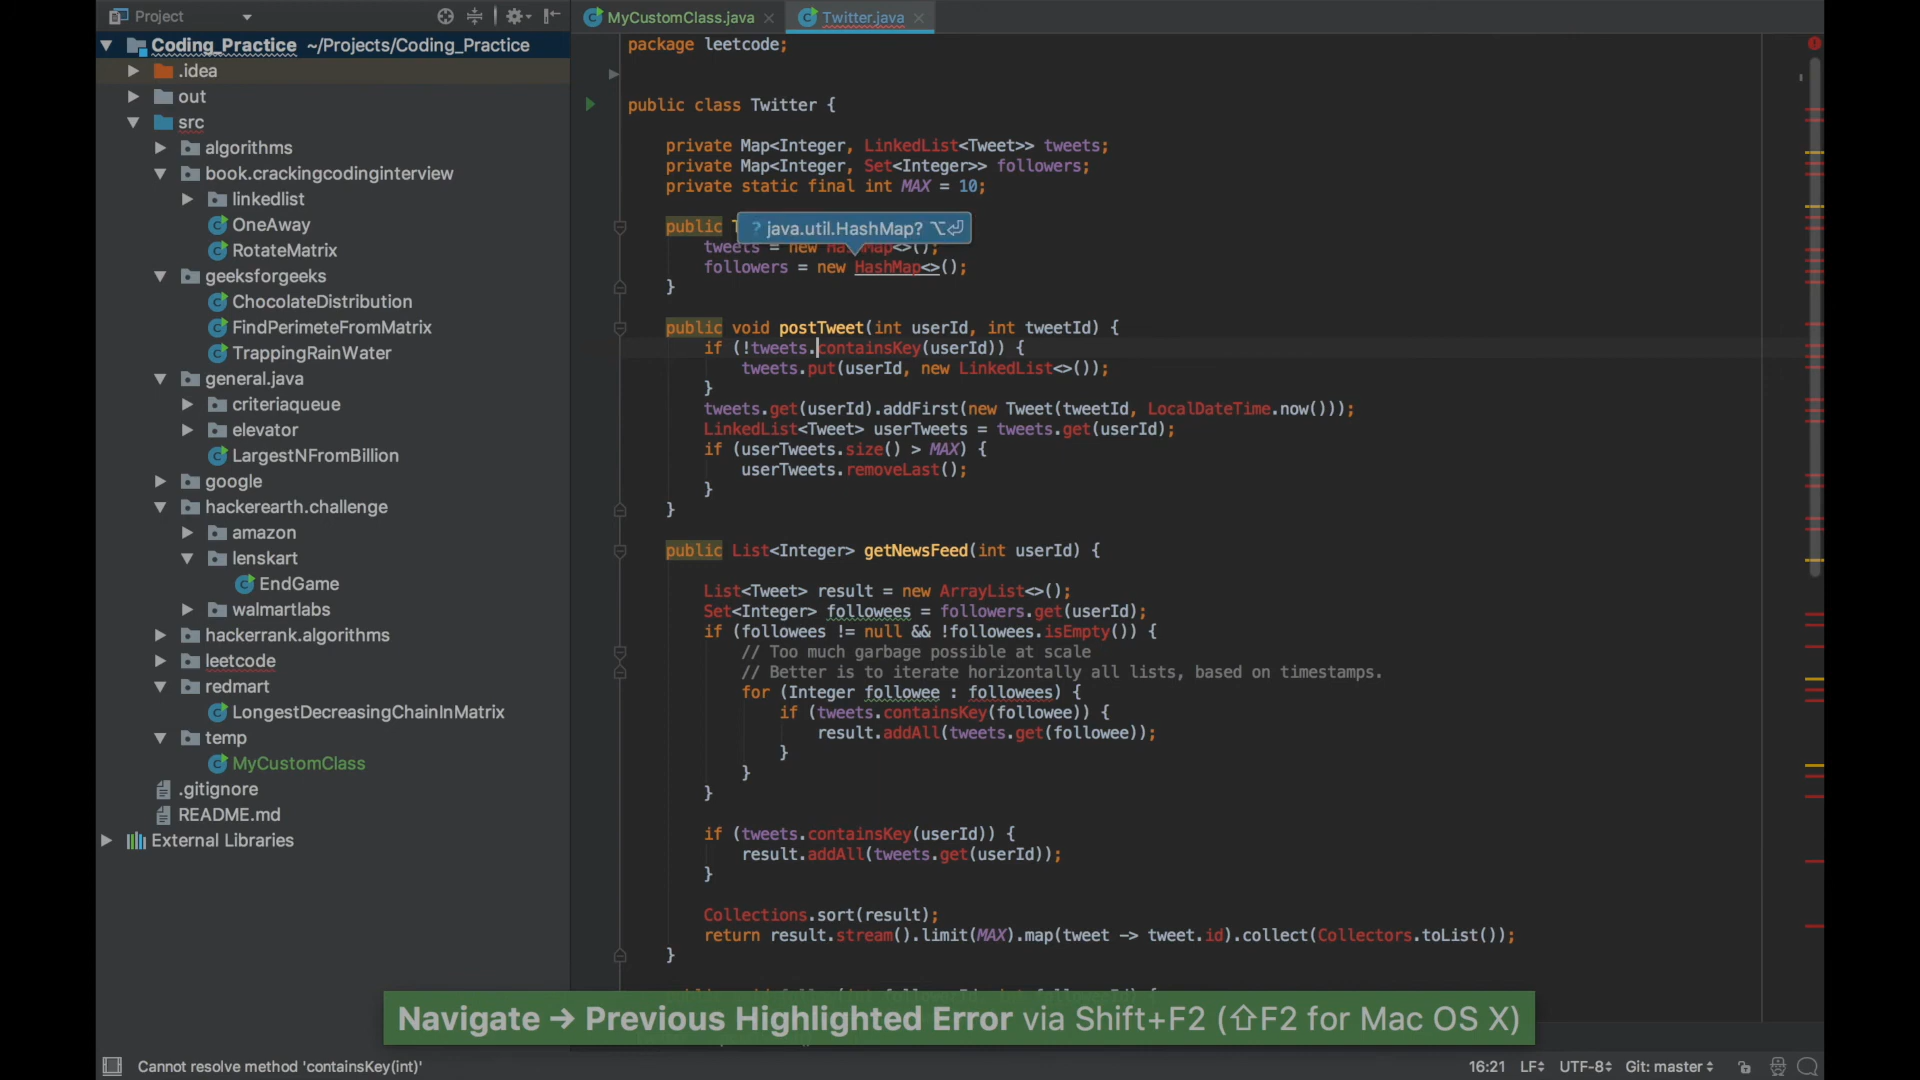 Project
Coding_Practice ~/Projects/Coding_Practice
.idea
out
src
algorithms
book.crackingcodinginterview
linkedlist
OneAway
RotateMatrix
geeksforgeeks
ChocolateDistribution
FindPerimeteFromMatrix
TrappingRainWater
general.java
criteriaqueue
elevator
LargestNFromBillion
google
hackerearth.challenge
amazon
lenskart
EndGame
walmartlabs
hackerrank.algorithms
leetcode
redmart
LongestDecreasingChainInMatrix
temp
MyCustomClass
.gitignore
README.md
External Libraries
MyCustomClass.java
Twitter.java
package leetcode;
public class Twitter {
private Map<Integer, LinkedList<Tweet>> tweets;
private Map<Integer, Set<Integer>> followers;
private static final int MAX = 10;
public
? java.util.HashMap? ⌥⏎
tweets = new HashMap<>();
followers = new HashMap<>();
}
public void postTweet(int userId, int tweetId) {
if (!tweets.containsKey(userId)) {
tweets.put(userId, new LinkedList<>());
}
tweets.get(userId).addFirst(new Tweet(tweetId, LocalDateTime.now()));
LinkedList<Tweet> userTweets = tweets.get(userId);
if (userTweets.size() > MAX) {
userTweets.removeLast();
}
}
public List<Integer> getNewsFeed(int userId) {
List<Tweet> result = new ArrayList<>();
Set<Integer> followees = followers.get(userId);
if (followees != null && !followees.isEmpty()) {
// Too much garbage possible at scale
// Better is to iterate horizontally all lists, based on timestamps.
for (Integer followee : followees) {
if (tweets.containsKey(followee)) {
result.addAll(tweets.get(followee));
}
}
}
if (tweets.containsKey(userId)) {
result.addAll(tweets.get(userId));
}
Collections.sort(result);
return result.stream().limit(MAX).map(tweet -> tweet.id).collect(Collectors.toList());
}
Navigate → Previous Highlighted Error via Shift+F2 (⇧F2 for Mac OS X)
Cannot resolve method 'containsKey(int)'
16:21 LF UTF-8 Git: master